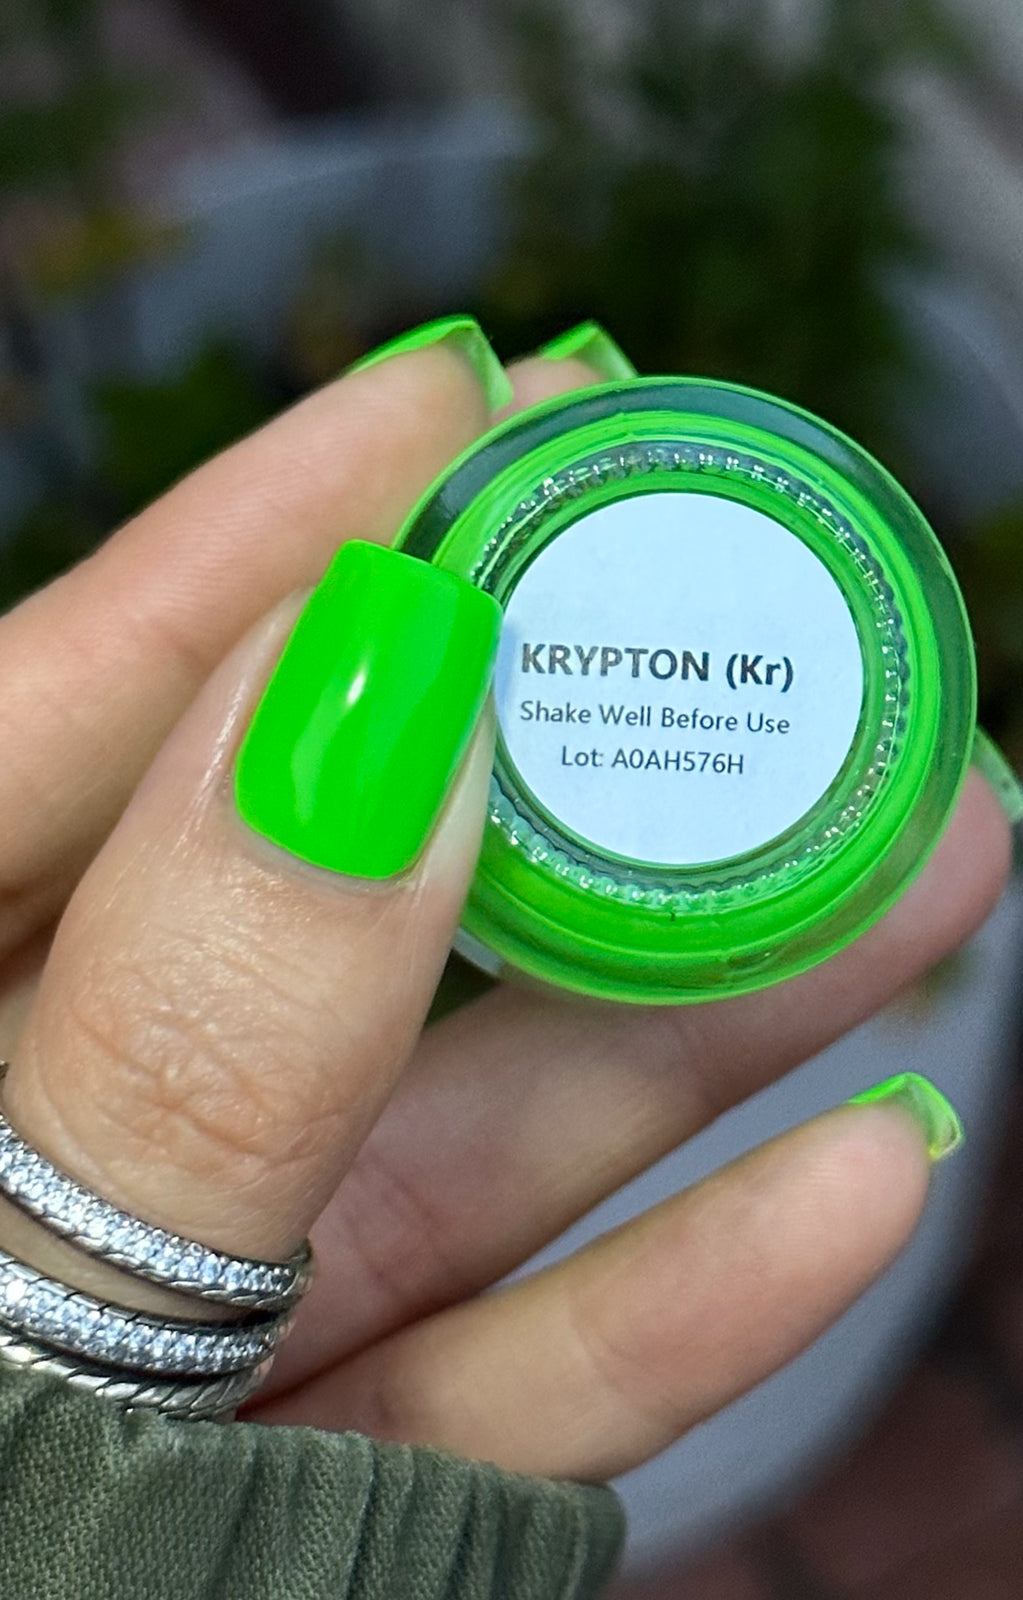 KRYPTON (Kr)
Shake Well Before Use
Lot: A0AH576H